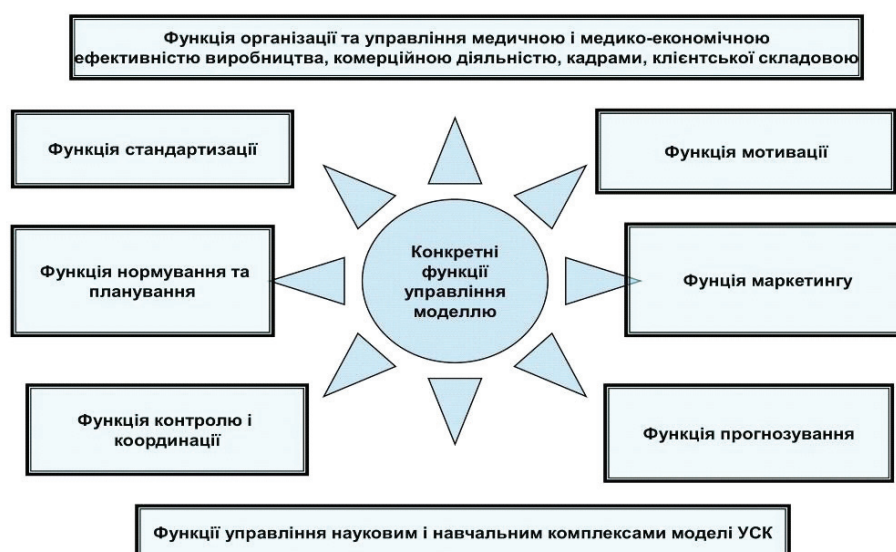 Функція організації та управління медичною і медико-економічною
ефективністю виробництва, комерційною діяльністю, кадрами, клієнтської складовою
Функція стандартизації
Функція мотивації
Конкретні
функції
управління
моделлю
Функція нормування та
планування
Фунція маркетингу
Функція контролю і
координації
Функція прогнозування
Функції управління науковим і навчальним комплексами моделі УСК